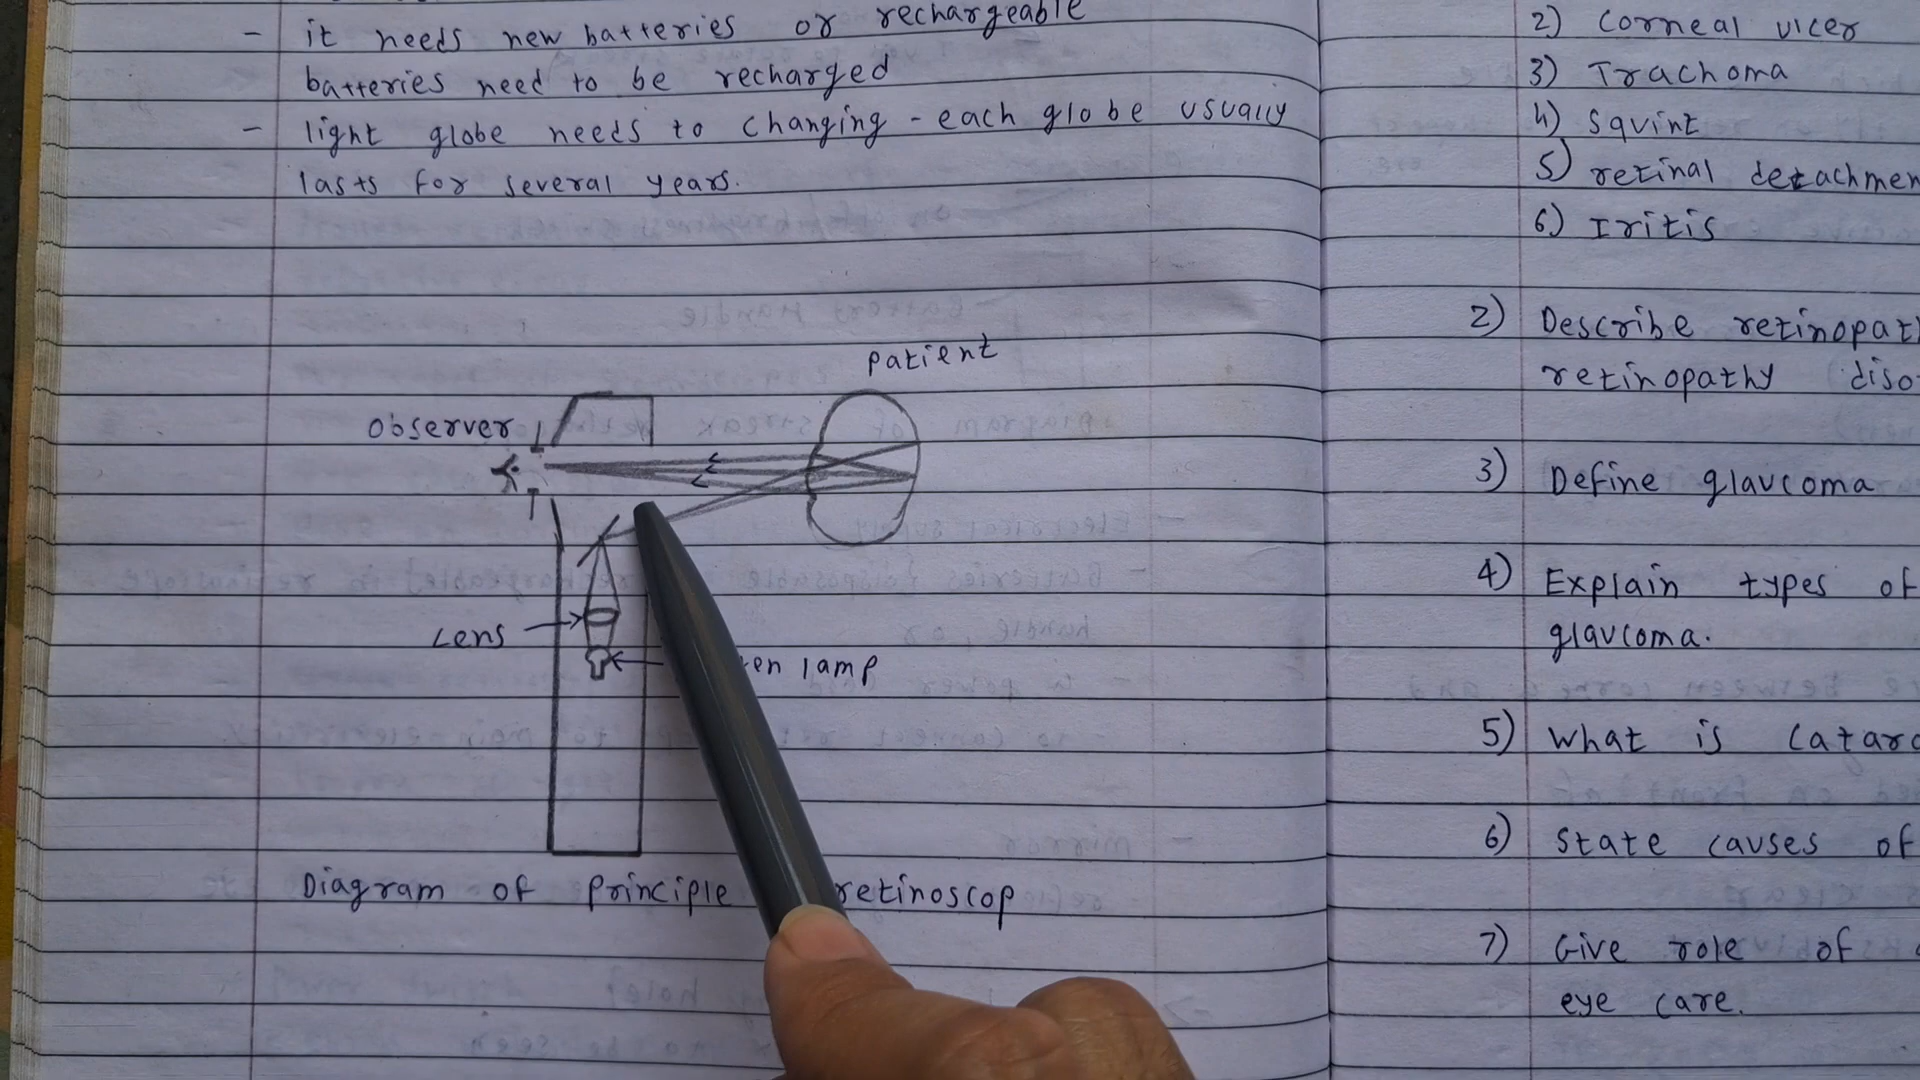 - it needs new batteries or rechargeable
batteries need to be recharged
- light globe needs to changing - each globe usually
lasts for several years.
patient
observer
Lens
lamp
Diagram of principle retinoscop
2) corneal vlcer
3) Trachoma
4) squint
5) retinal detachmen
6) Iritis
2) Describe retinopat
retinopathy diso
3) Define glaucoma
4) Explain types of
glaucoma.
5) What is catara
6) State causes of
7) Give role of
eye care.